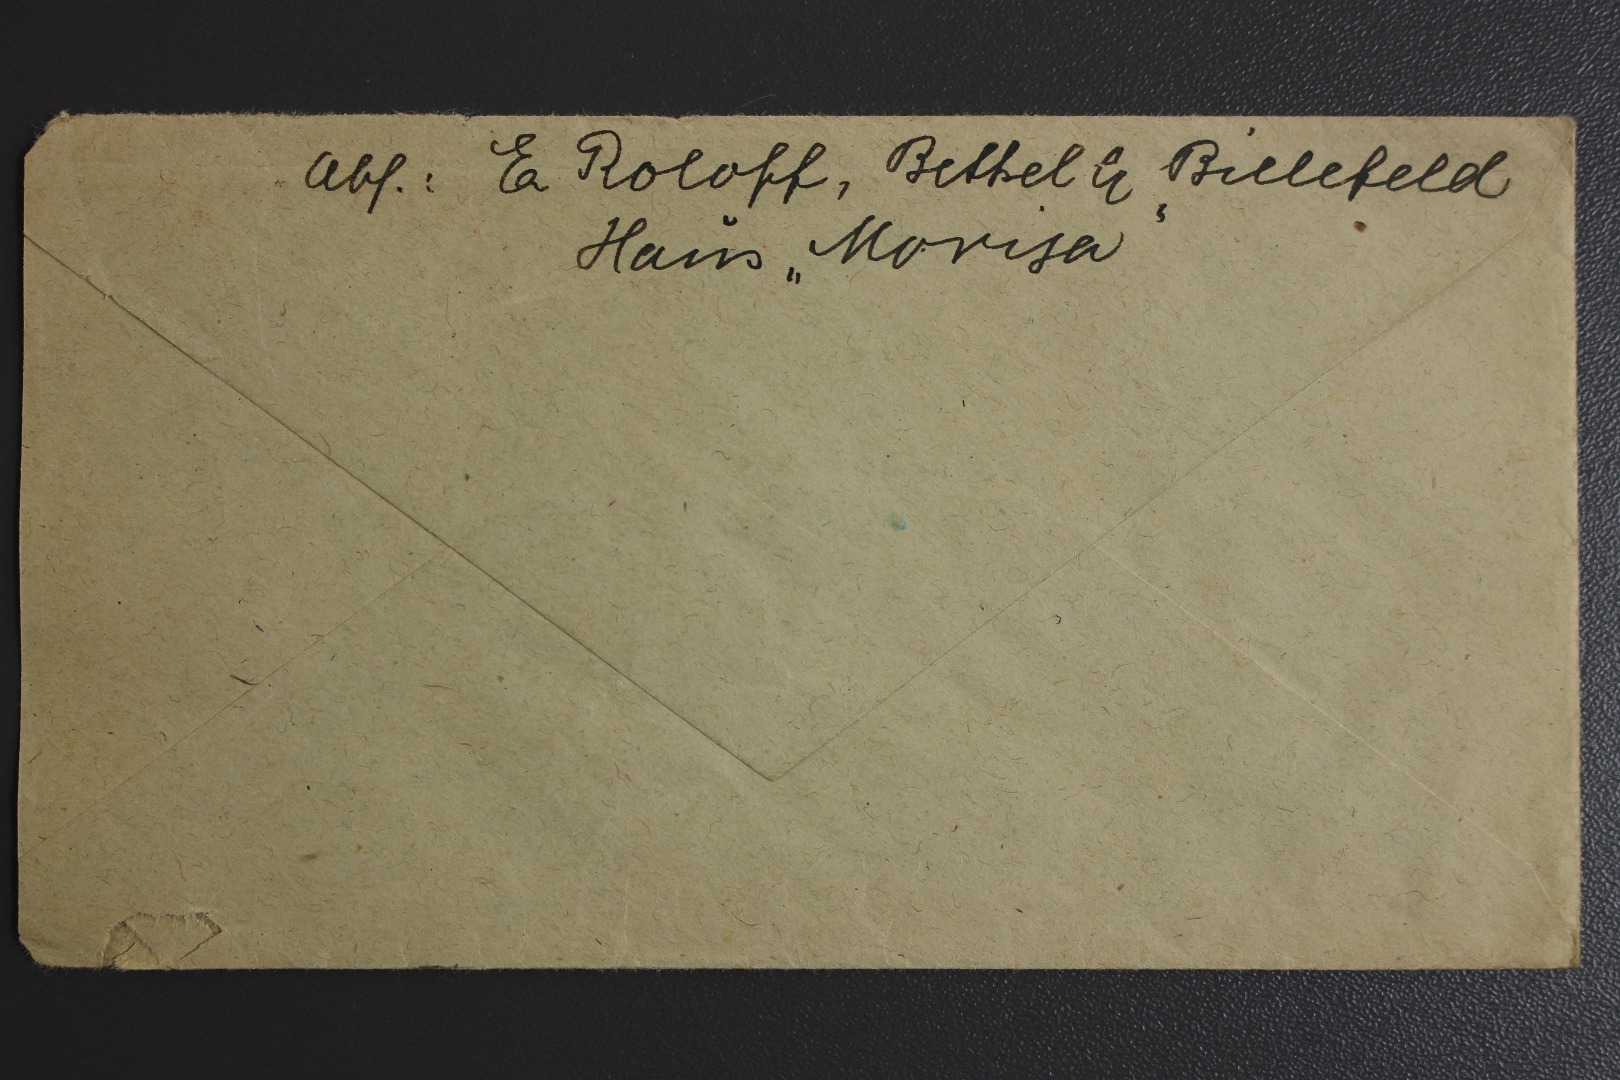 Abs.: E Roloff, Bethel b/ Bielefeld
Haus „Morija“